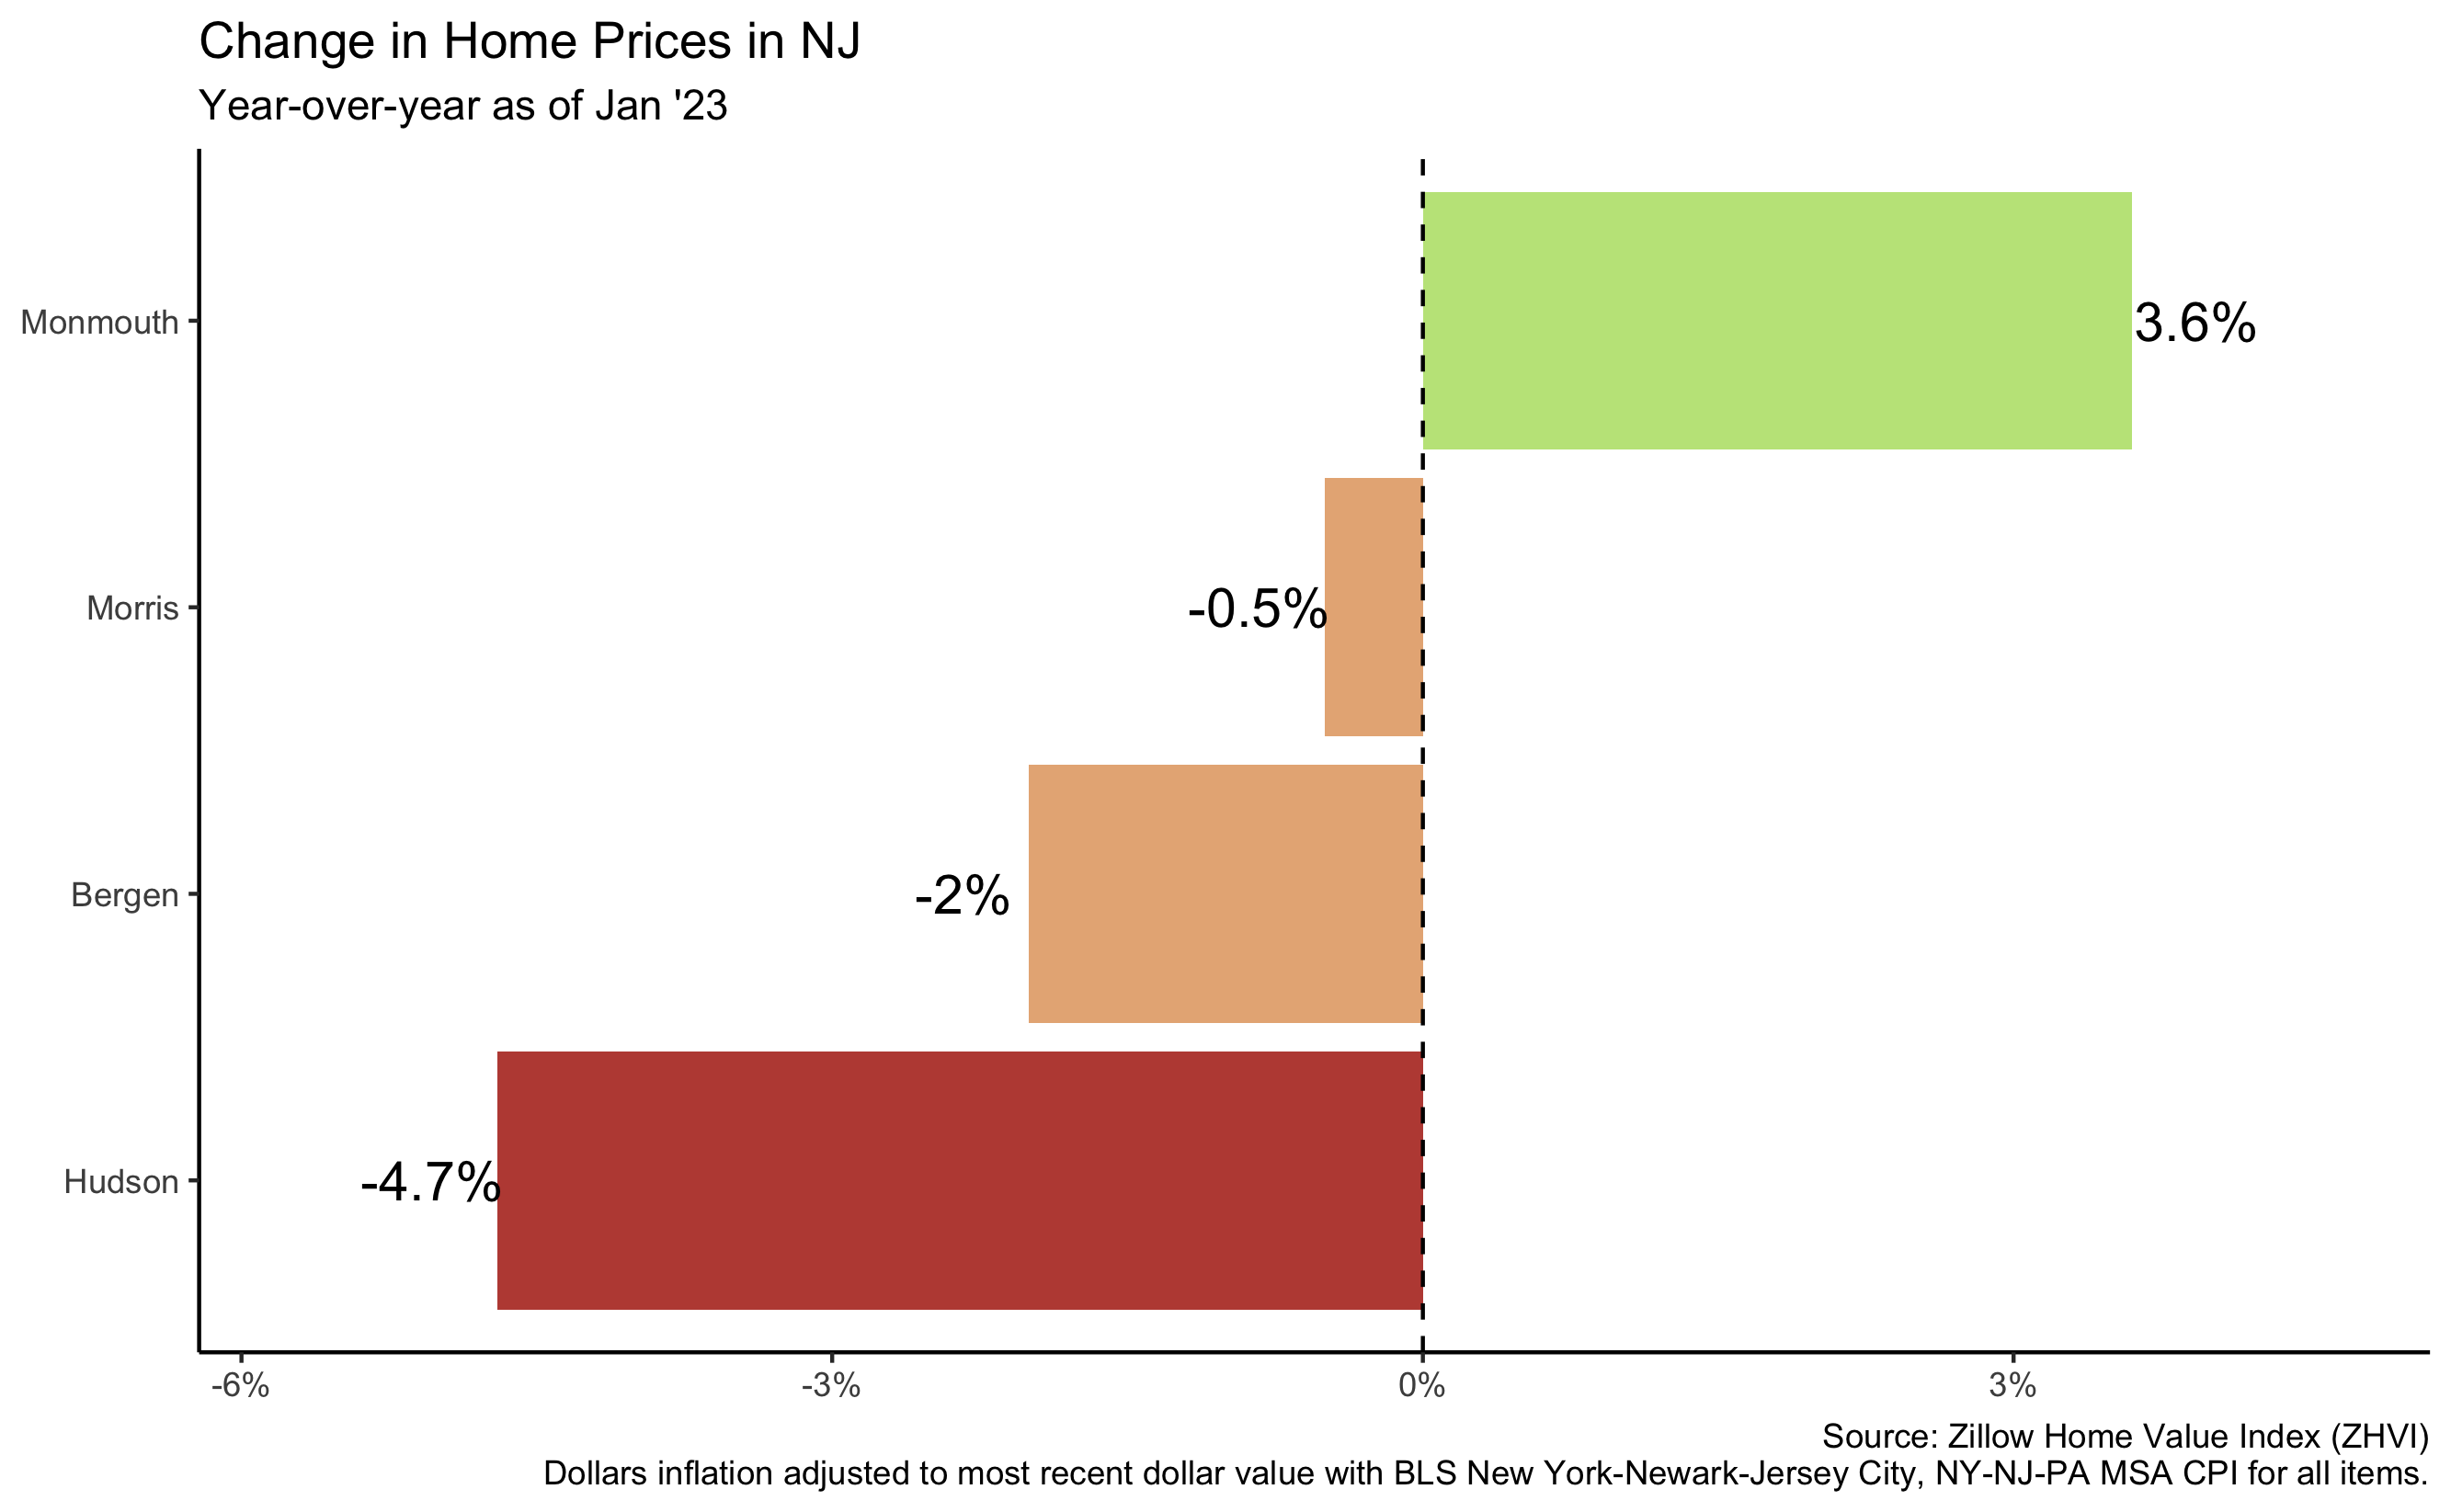 Change in Home Prices in NJ
Year-over-year as of Jan '23
Monmouth
3.6%
Morris
-0.5%
Bergen
-2%
Hudson
-4.7%
-6%
-3%
0%
3%
Source: Zillow Home Value Index (ZHVI)
Dollars inflation adjusted to most recent dollar value with BLS New York-Newark-Jersey City, NY-NJ-PA MSA CPI for all items.